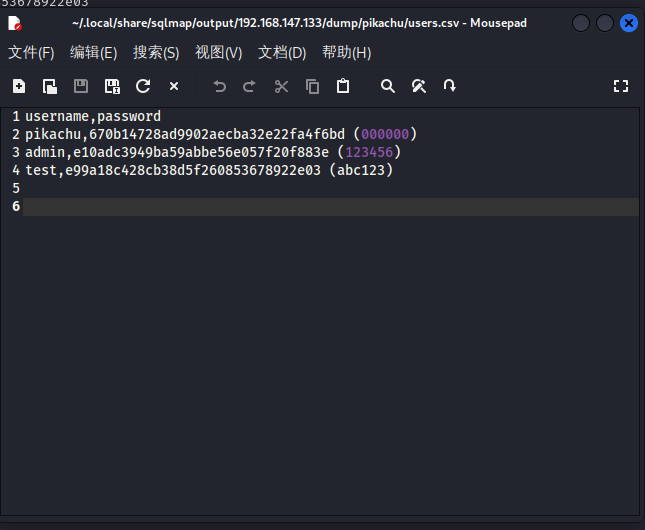 53678922e03
~/.local/share/sqlmap/output/192.168.147.133/dump/pikachu/users.csv - Mousepad
文件(F) 编辑(E) 搜索(S) 视图(V) 文档(D) 帮助(H)
1 username,password
2 pikachu,670b14728ad9902aecba32e22fa4f6bd (000000)
3 admin,e10adc3949ba59abbe56e057f20f883e (123456)
4 test,e99a18c428cb38d5f260853678922e03 (abc123)
5
6